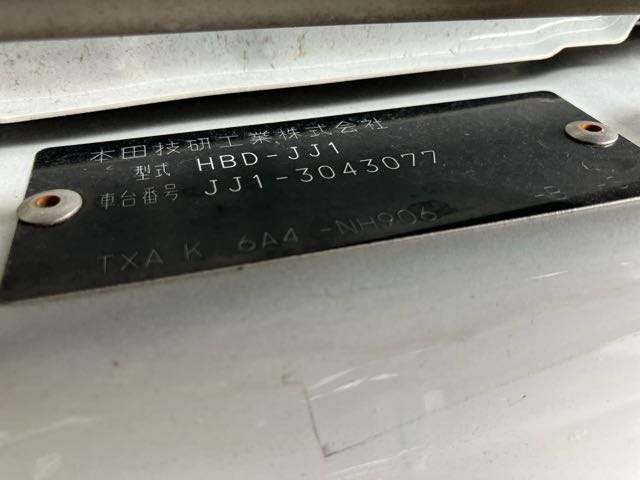 本田技研工業株式会社
型式 HBD-JJ1
車台番号 JJ1-3043077
TXA K 6A4 -NH906